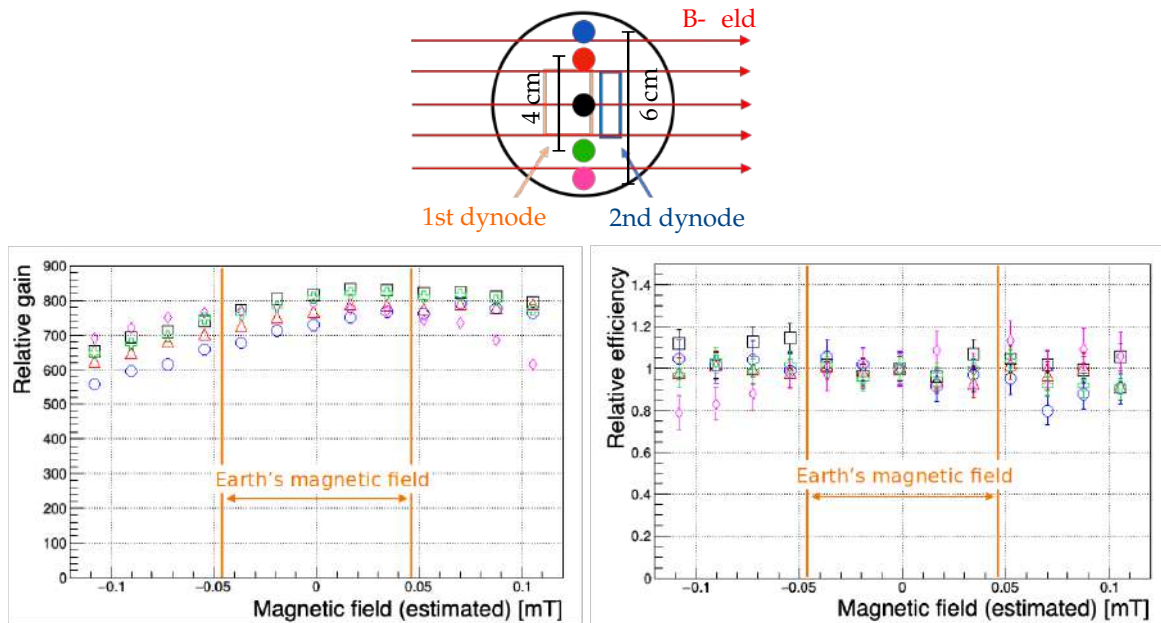 B- eld
4 cm
6 cm
1st dynode
2nd dynode
Relative gain
900
800
700
600
500
400
300
200
100
0
Earth's magnetic field
−0.1
−0.05
0
0.05
0.1
Magnetic field (estimated) [mT]
Relative efficiency
1.4
1.2
1
0.8
0.6
0.4
0.2
0
Earth's magnetic field
−0.1
−0.05
0
0.05
0.1
Magnetic field (estimated) [mT]